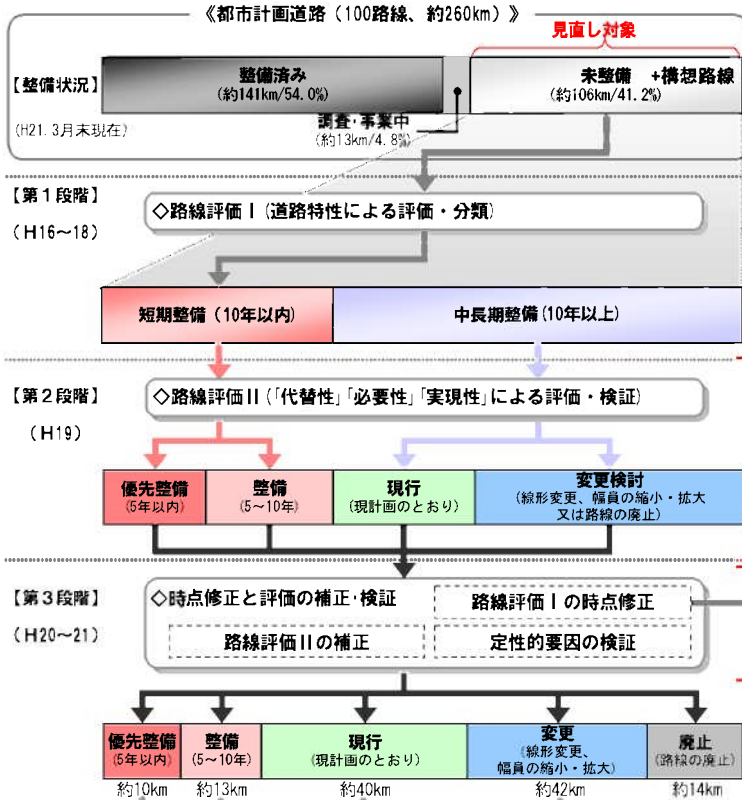 《都市計画道路（100路線、約260km）》
見直し対象
【整備状況】
(H21.3月末現在)
整備済み
(約141km/54.0%)
調査・事業中
(約13km/4.8%)
未整備 +構想路線
(約106km/41.2%)
【第1段階】
(H16～18)
◇路線評価Ⅰ(道路特性による評価・分類)
短期整備（10年以内)
中長期整備(10年以上)
【第2段階】
(H19)
◇路線評価Ⅱ(「代替性」「必要性」「実現性」による評価・検証)
優先整備
(5年以内)
整備
(5～10年)
現行
(現計画のとおり)
変更検討
(線形変更、幅員の縮小・拡大
又は路線の廃止)
【第3段階】
(H20～21)
◇時点修正と評価の補正・検証
路線評価Ⅰの時点修正
路線評価Ⅱの補正
定性的要因の検証
優先整備
(5年以内)
整備
(5～10年)
現行
(現計画のとおり)
変更
(線形変更、
幅員の縮小・拡大)
廃止
(路線の廃止)
約10km
約13km
約40km
約42km
約14km